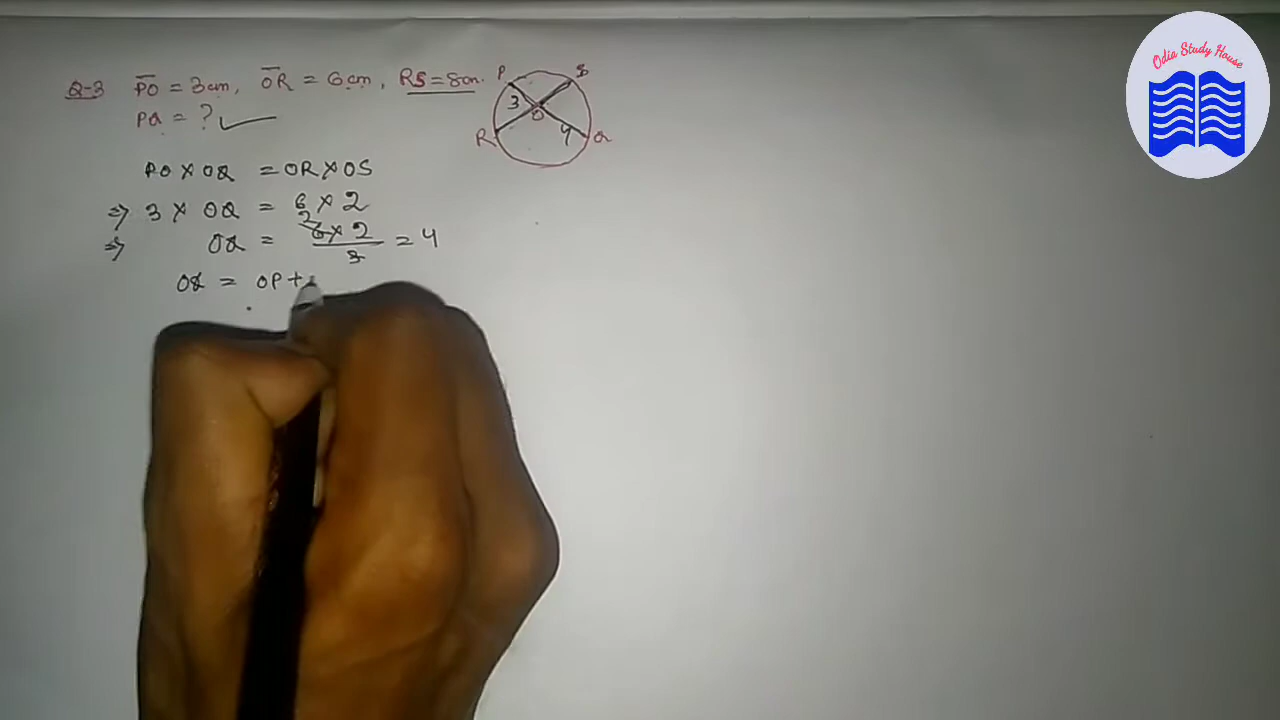 Q-3 PO = 3cm, OR = 6cm, RS = 8cm.
PQ = ?
PO × OQ = OR × OS
⇒ 3 × OQ = 6 × 2
⇒ OQ = 6 × 2 / 3 = 4
2
OQ = OP +
P
S
3
O
4
R
Q
Odia Study House